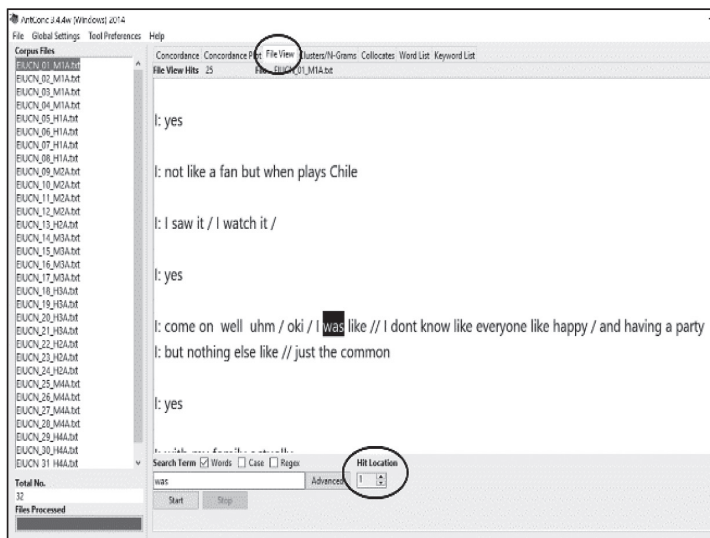 AntConc 3.4.4w (Windows) 2014
File Global Settings Tool Preferences Help
Corpus Files
EIUCN_01_M1A.txt
EIUCN_02_M1A.txt
EIUCN_03_M1A.txt
EIUCN_04_M1A.txt
EIUCN_05_H1A.txt
EIUCN_06_H1A.txt
EIUCN_07_H1A.txt
EIUCN_08_H1A.txt
EIUCN_09_M2A.txt
EIUCN_10_M2A.txt
EIUCN_11_M2A.txt
EIUCN_12_M2A.txt
EIUCN_13_H2A.txt
EIUCN_14_M3A.txt
EIUCN_15_M3A.txt
EIUCN_16_M3A.txt
EIUCN_17_M3A.txt
EIUCN_18_H3A.txt
EIUCN_19_H3A.txt
EIUCN_20_H3A.txt
EIUCN_21_H3A.txt
EIUCN_22_H2A.txt
EIUCN_23_H2A.txt
EIUCN_24_H2A.txt
EIUCN_25_M4A.txt
EIUCN_26_M4A.txt
EIUCN_27_M4A.txt
EIUCN_28_M4A.txt
EIUCN_29_H4A.txt
EIUCN_30_H4A.txt
EIUCN 31 H4A.txt
Total No.
32
Files Processed
Concordance Concordance Plot File View Clusters/N-Grams Collocates Word List Keyword List
File View Hits 25 File EIUCN_01_M1A.txt
I: yes
I: not like a fan but when plays Chile
I: I saw it / I watch it /
I: yes
I: come on well uhm / oki / I was like // I dont know like everyone like happy / and having a party
I: but nothing else like // just the common
I: yes
I: with my family actually
Search Term Words Case Regex Hit Location
was Advanced 1
Start Stop